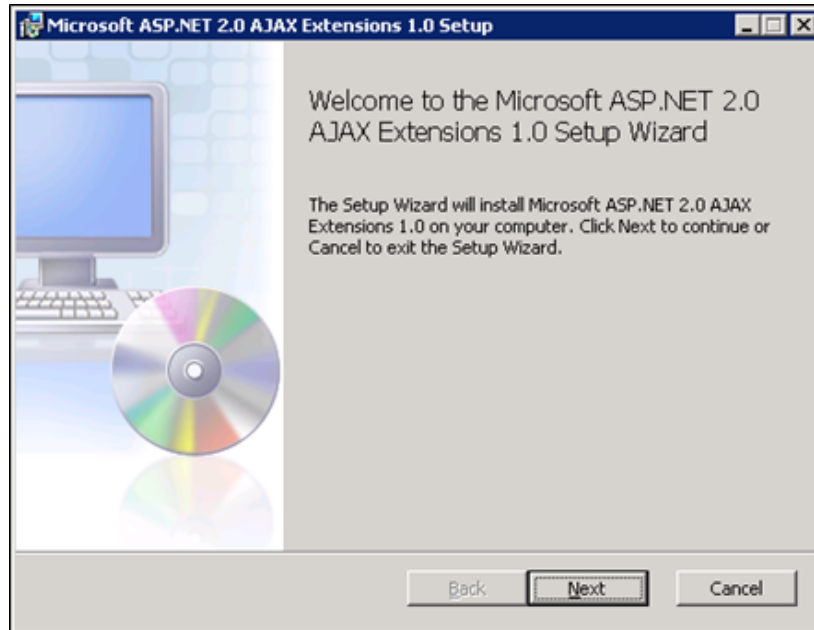 Microsoft ASP.NET 2.0 AJAX Extensions 1.0 Setup
Welcome to the Microsoft ASP.NET 2.0
AJAX Extensions 1.0 Setup Wizard
The Setup Wizard will install Microsoft ASP.NET 2.0 AJAX
Extensions 1.0 on your computer. Click Next to continue or
Cancel to exit the Setup Wizard.
Back Next Cancel